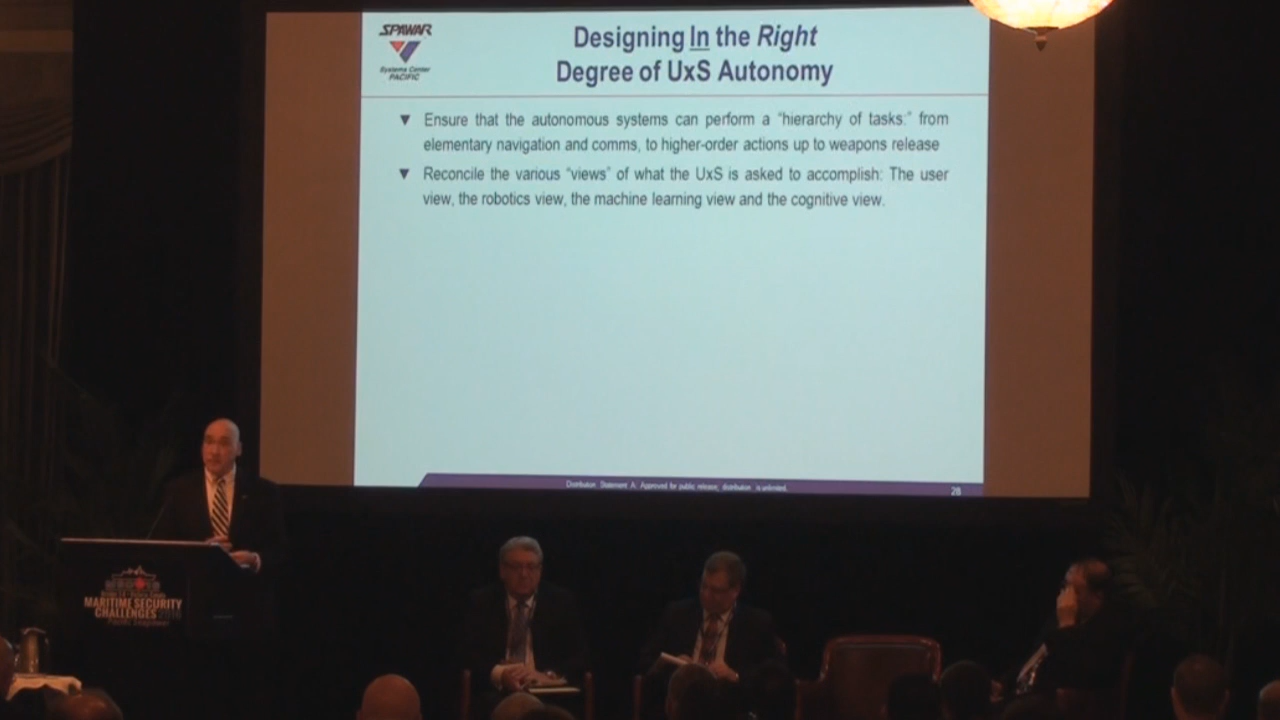 SPAWAR
Systems Center
PACIFIC
Designing In the Right
Degree of UxS Autonomy
Ensure that the autonomous systems can perform a “hierarchy of tasks:” from
elementary navigation and comms, to higher-order actions up to weapons release
Reconcile the various “views” of what the UxS is asked to accomplish: The user
view, the robotics view, the machine learning view and the cognitive view.
Distribution Statement A: Approved for public release; distribution is unlimited.
28
MARITIME SECURITY
CHALLENGES